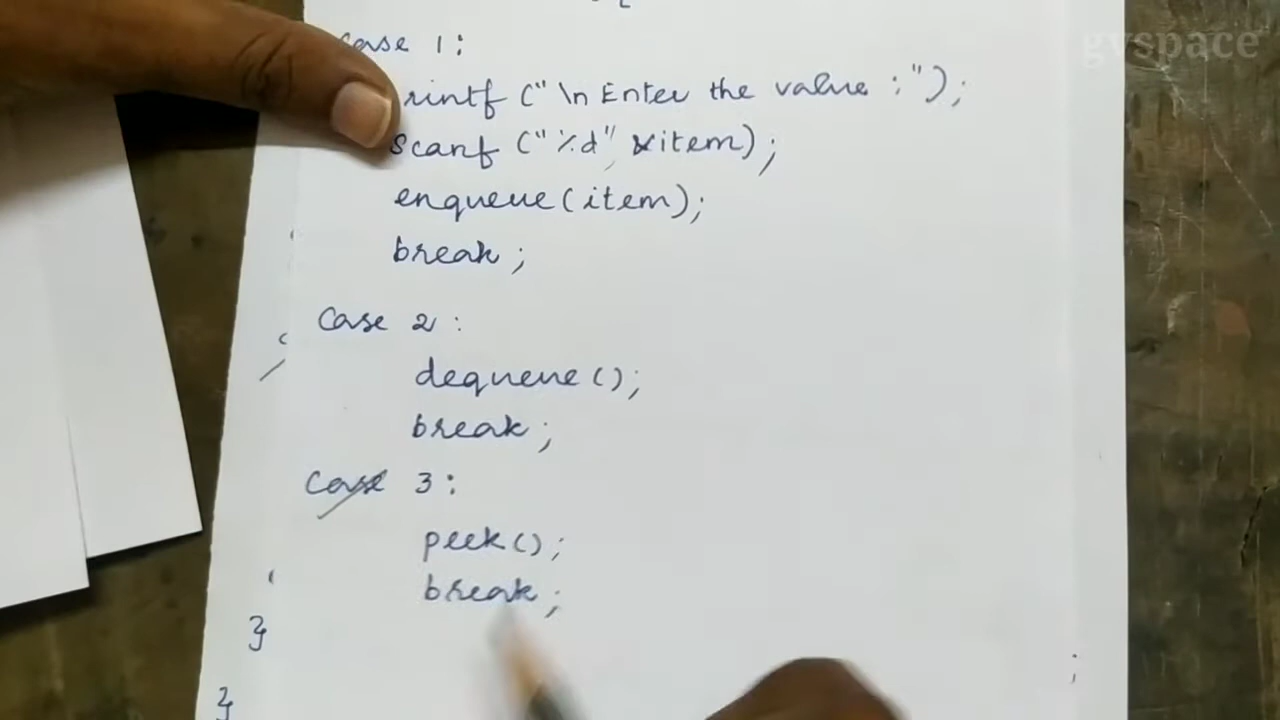 gvspace
case 1:
rintf ("\n Enter the value :");
scanf ("%d", &item);
enqueue(item);
break ;
Case 2 :
dequeue ();
break ;
Case 3 :
peek();
break ;
}
}